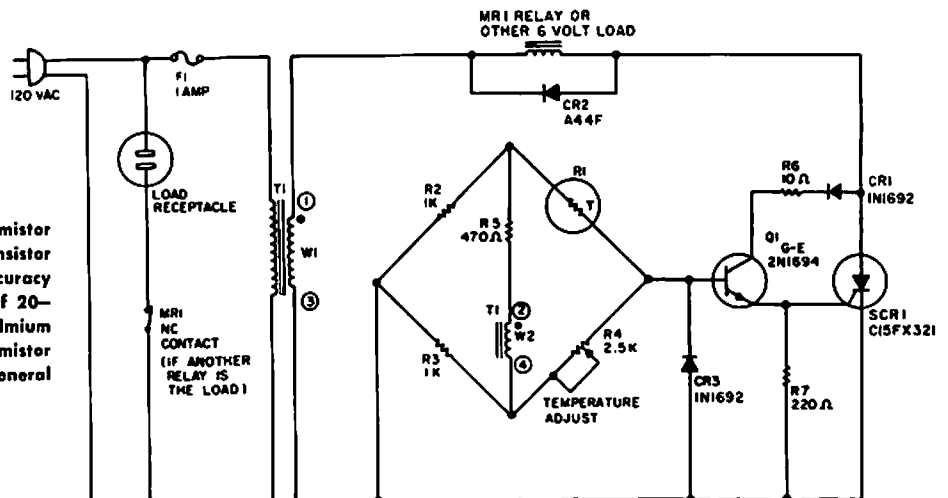 MR1 RELAY OR
OTHER 6 VOLT LOAD
CR2
A44F
120 VAC
F1
1 AMP
LOAD
RECEPTACLE
T1
①
W1
③
MR1
NC
CONTACT
(IF ANOTHER
RELAY IS
THE LOAD)
mistor
nsistor
curacy
f 20–
lmium
mistor
eneral
R2
1K
R1
T
R5
470Ω
T1
②
W2
④
R3
1K
R4
2.5K
TEMPERATURE
ADJUST
R6
10Ω
CR1
1N1692
Q1
G-E
2N1694
SCR1
C15FX321
CR3
1N1692
R7
220Ω